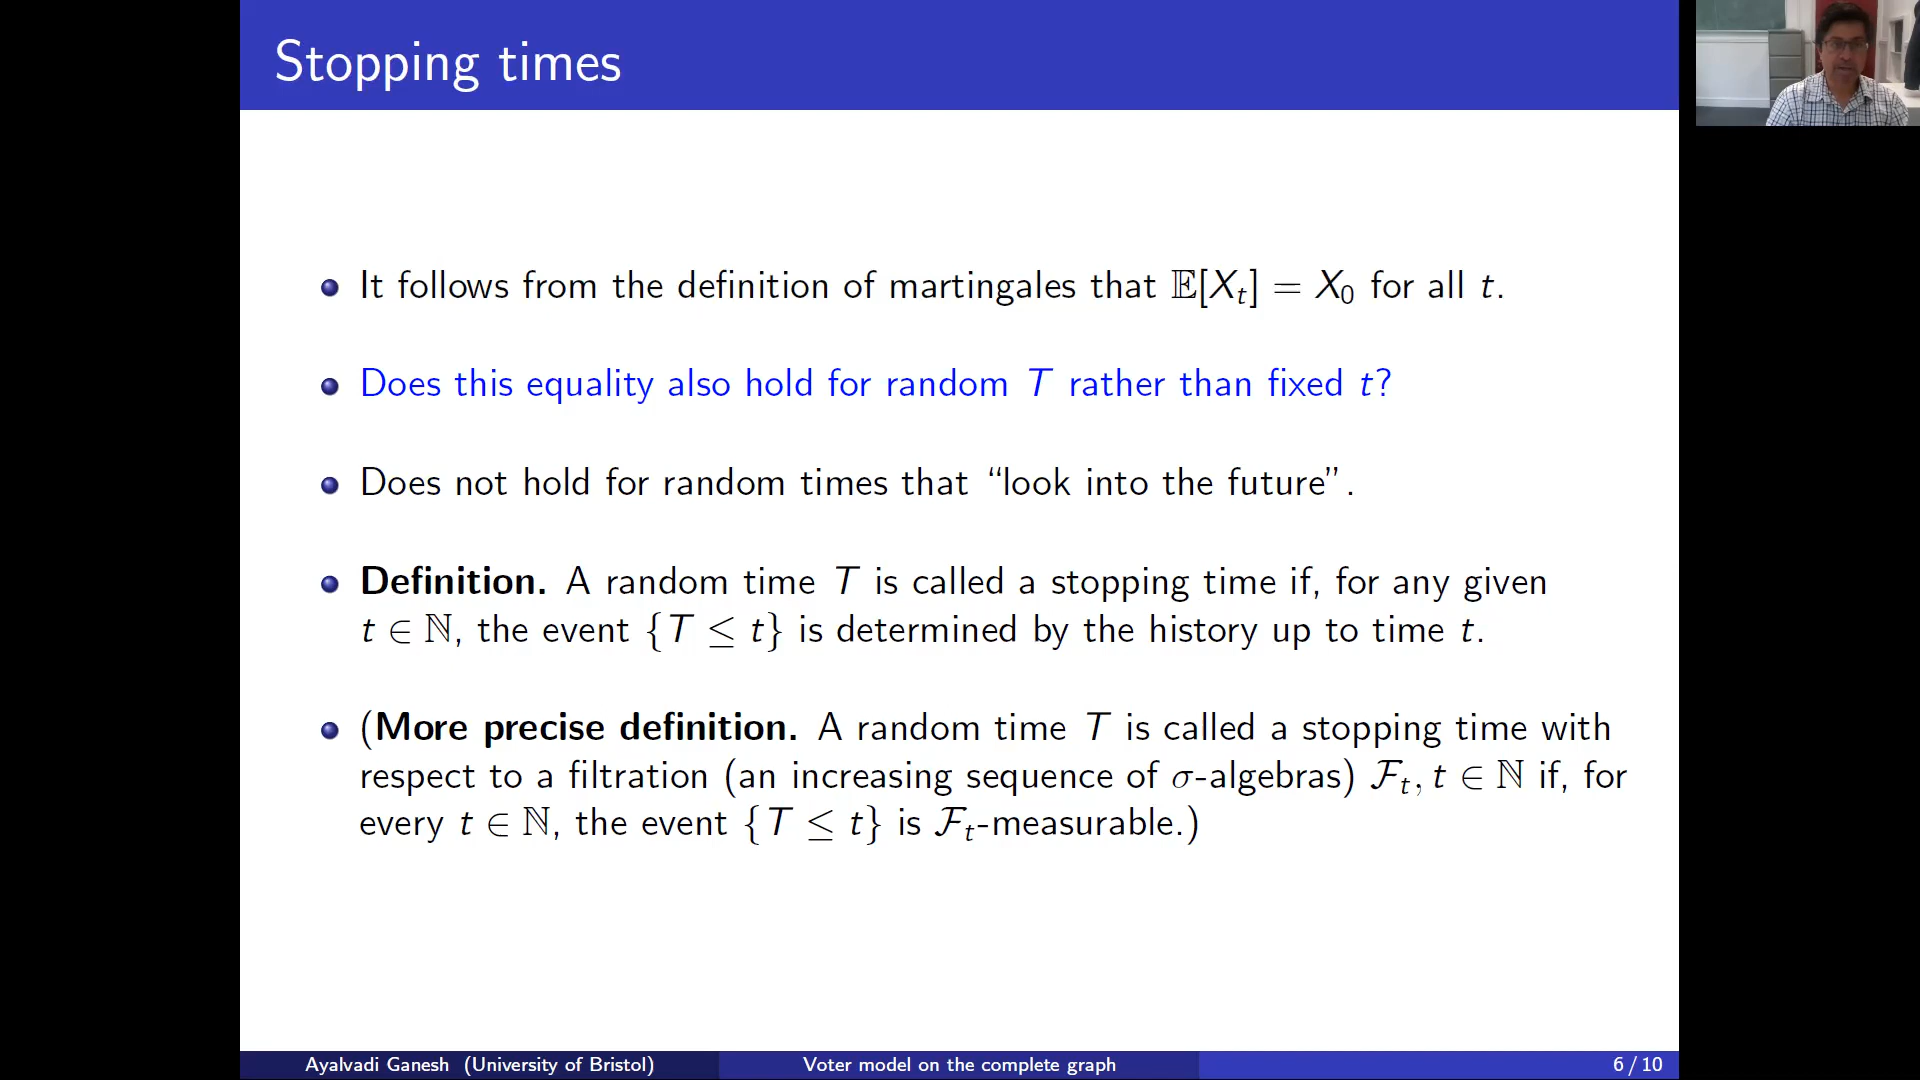 Stopping times
It follows from the definition of martingales that 𝔼[X_t] = X_0 for all t.
Does this equality also hold for random T rather than fixed t?
Does not hold for random times that “look into the future”.
Definition. A random time T is called a stopping time if, for any given
t ∈ ℕ, the event {T ≤ t} is determined by the history up to time t.
(More precise definition. A random time T is called a stopping time with
respect to a filtration (an increasing sequence of σ-algebras) ℱ_t, t ∈ ℕ if, for
every t ∈ ℕ, the event {T ≤ t} is ℱ_t-measurable.)
Ayalvadi Ganesh (University of Bristol)
Voter model on the complete graph
6 / 10